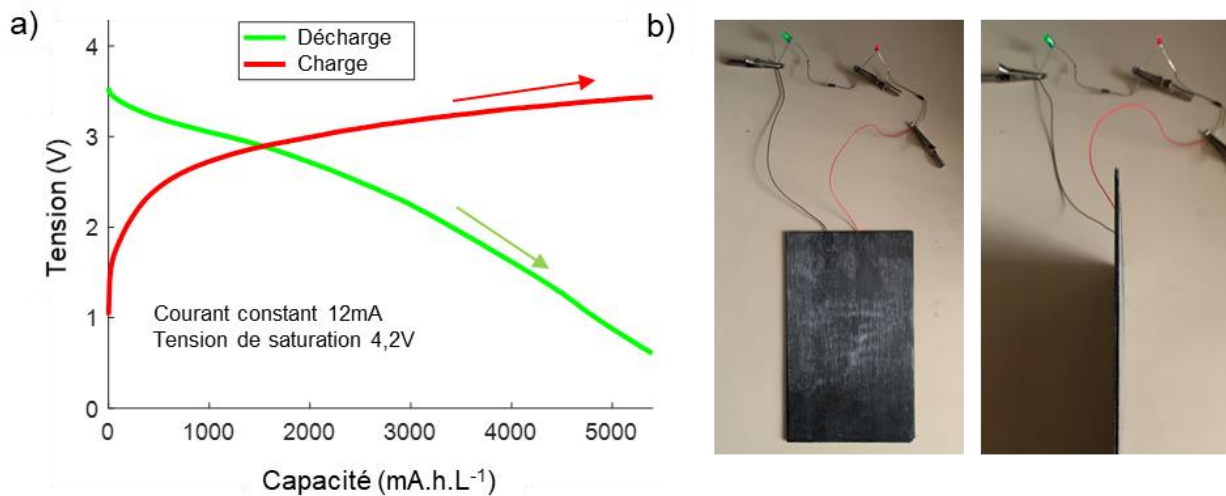 a)
Décharge
Charge
Tension (V)
4
3
2
1
0
Courant constant 12mA
Tension de saturation 4,2V
0 1000 2000 3000 4000 5000
Capacité (mA.h.L⁻¹)
b)